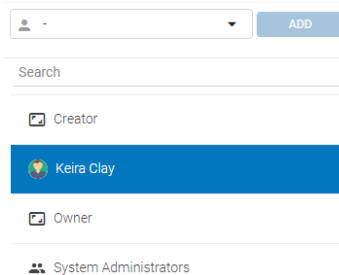 -
ADD
Search
Creator
Keira Clay
Owner
System Administrators